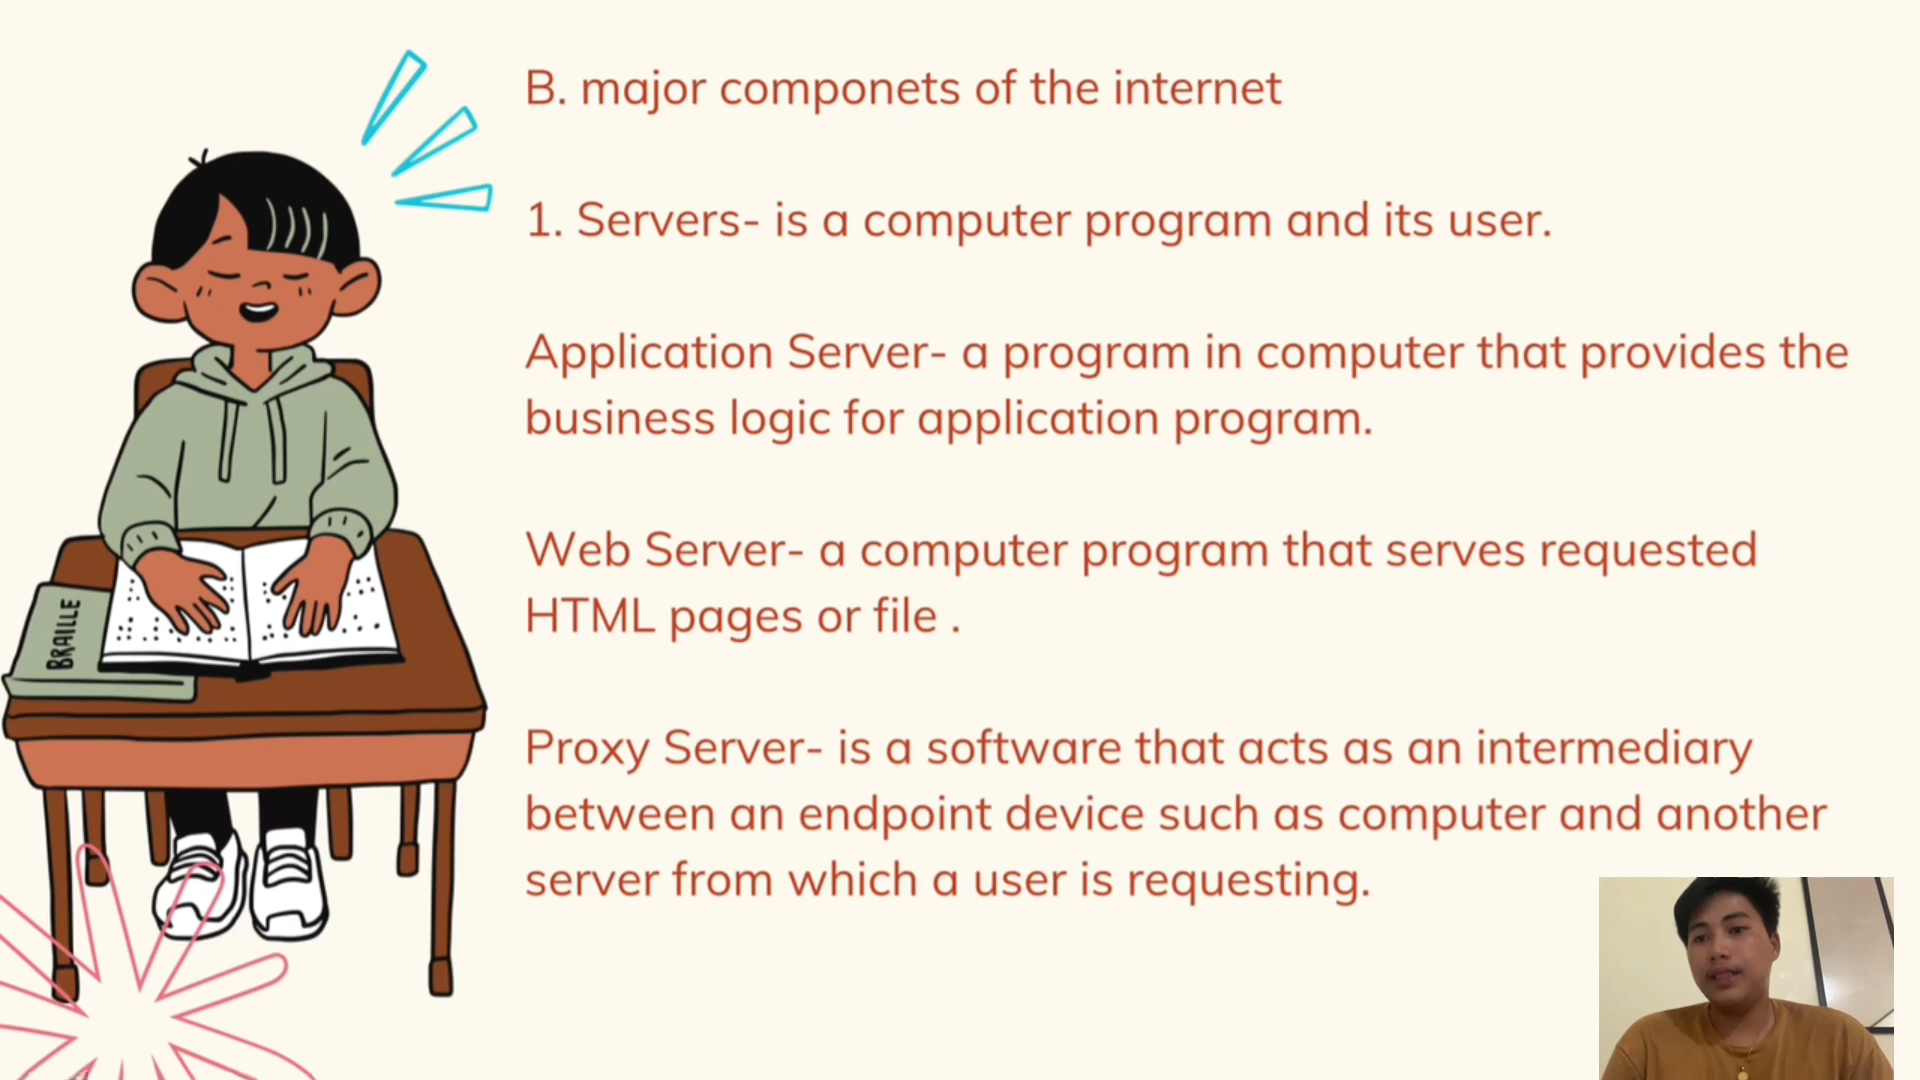 B. major componets of the internet
1. Servers- is a computer program and its user.
Application Server- a program in computer that provides the
business logic for application program.
Web Server- a computer program that serves requested
HTML pages or file .
Proxy Server- is a software that acts as an intermediary
between an endpoint device such as computer and another
server from which a user is requesting.
BRAILLE